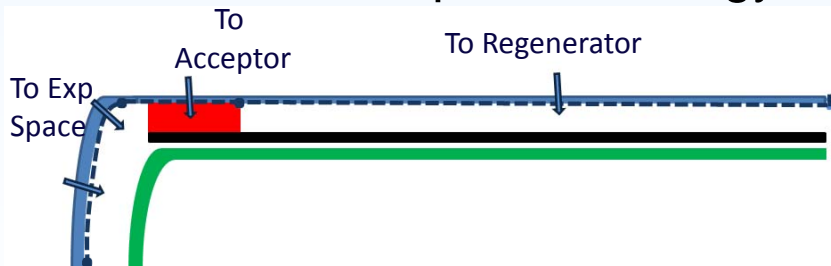 To
Acceptor
To Regenerator
To Exp
Space